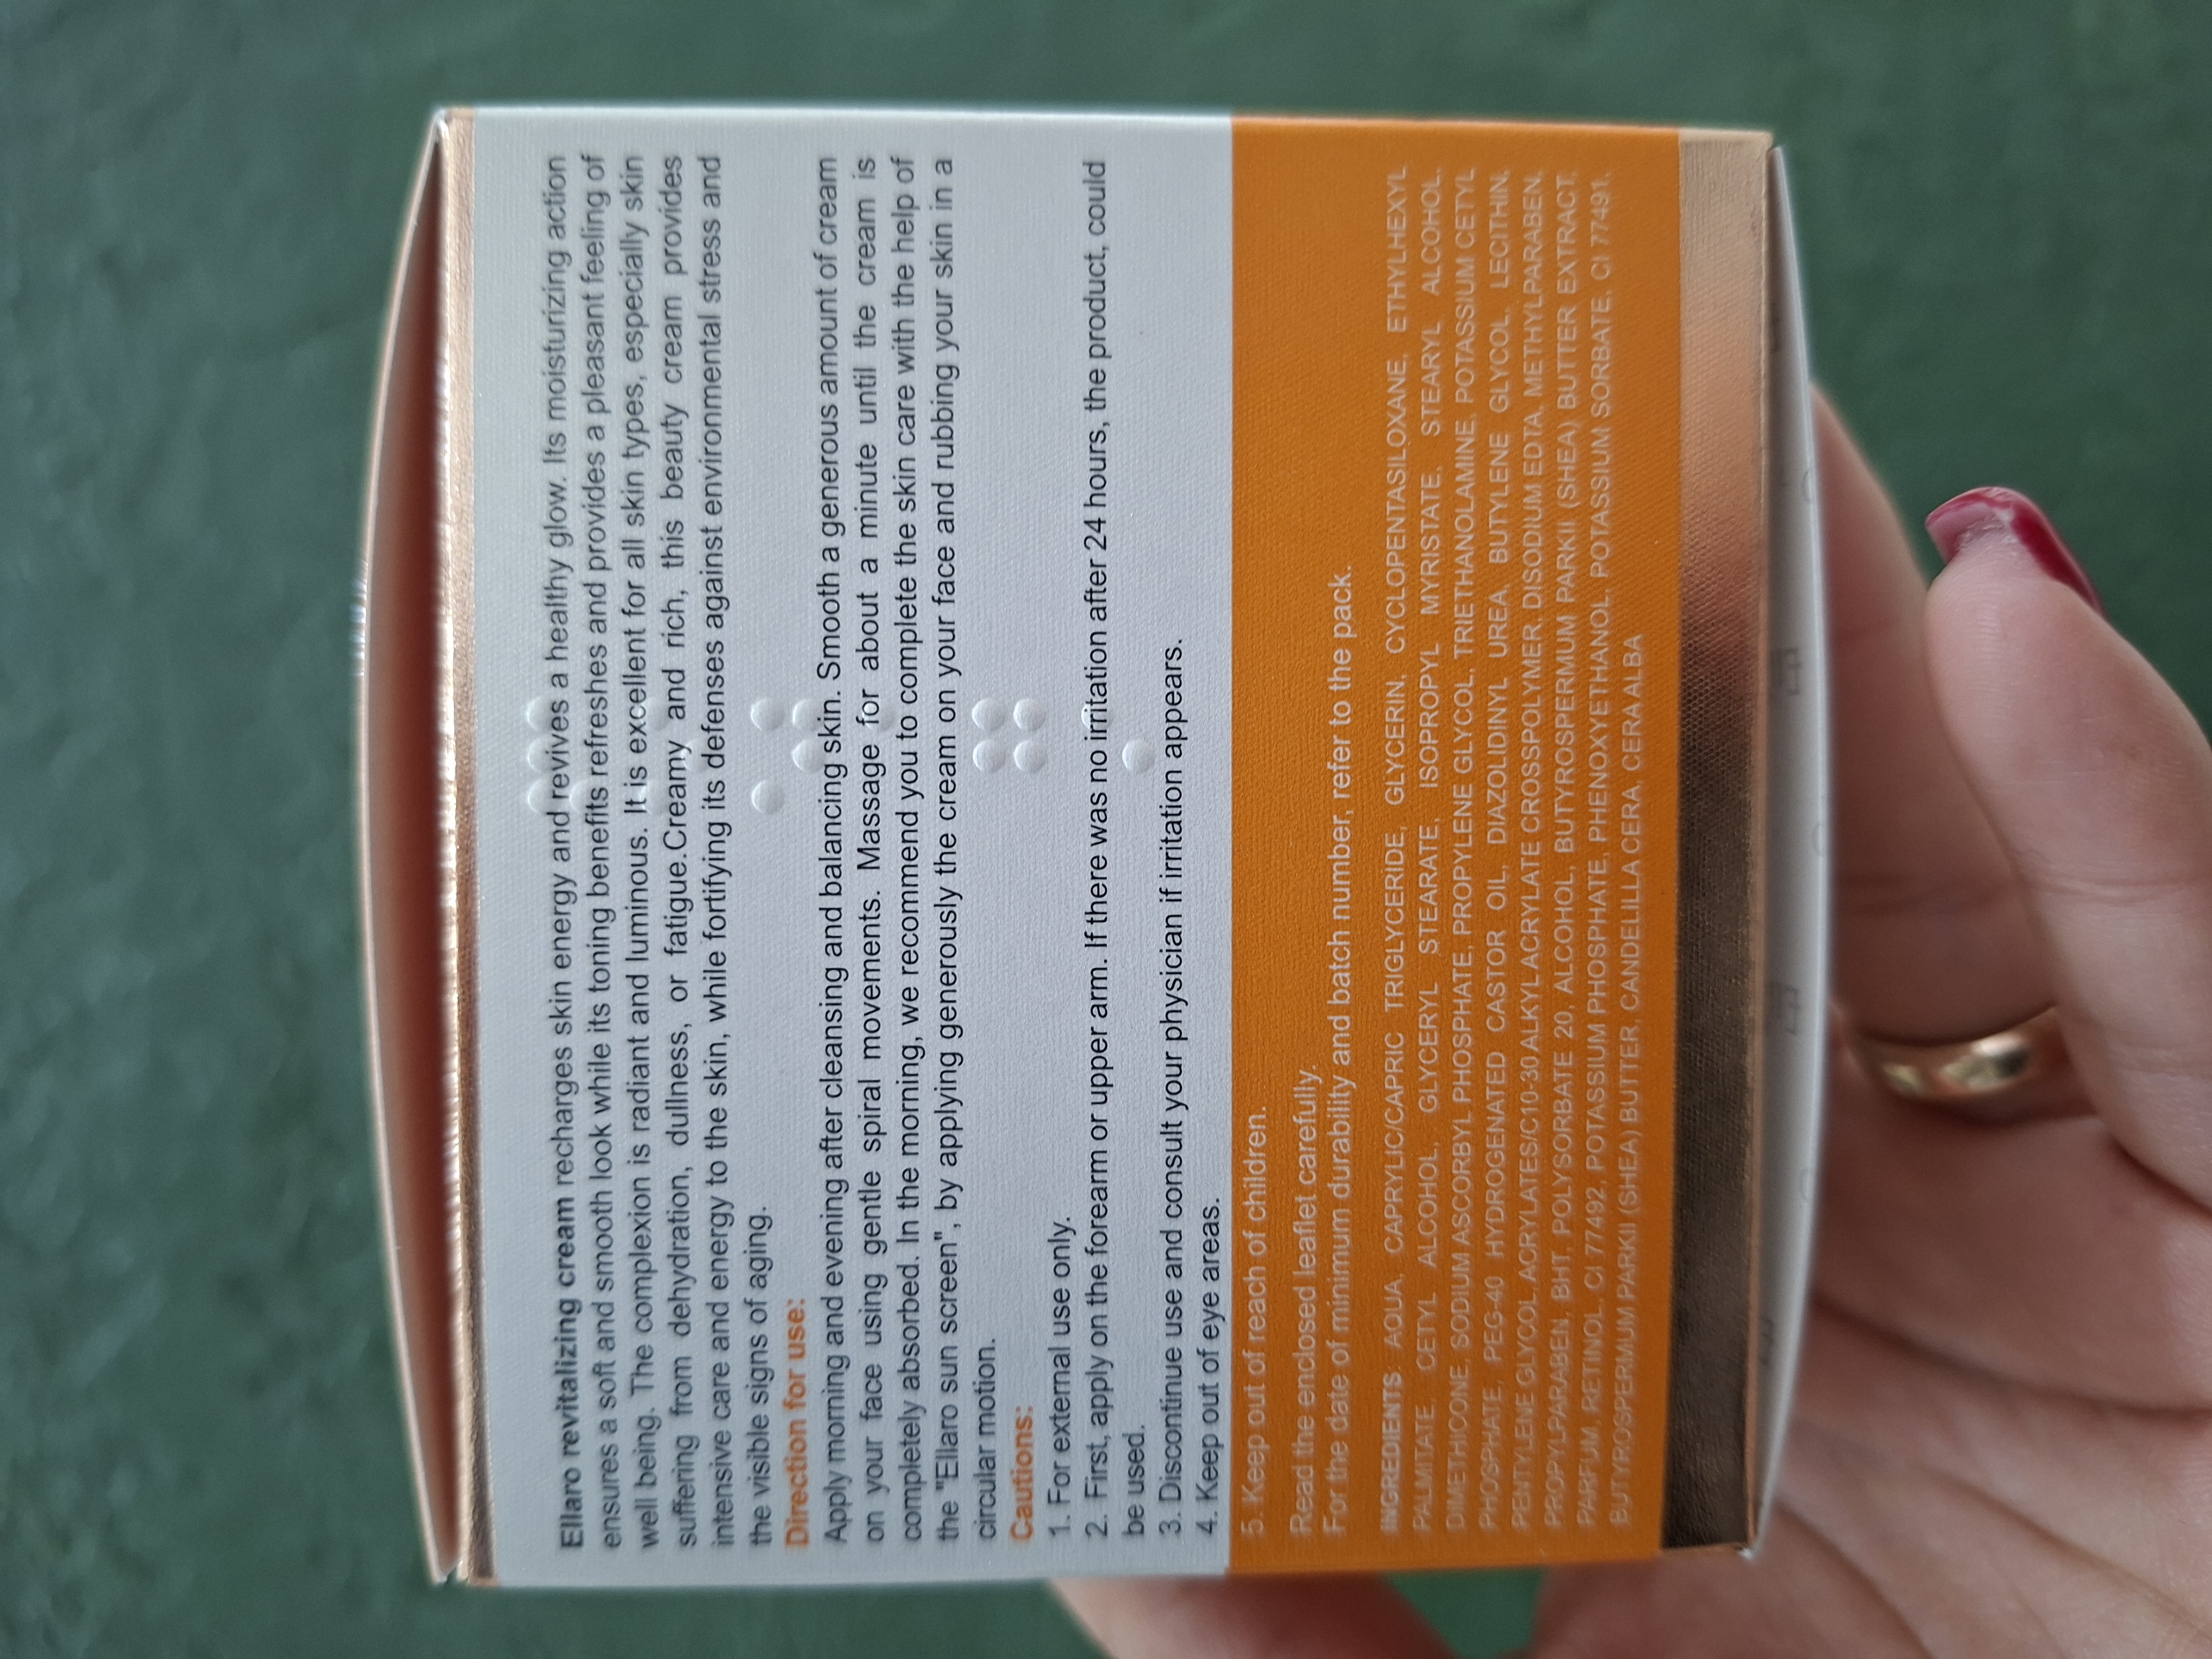 Ellaro revitalizing cream recharges skin energy and revives a healthy glow. Its moisturizing action
ensures a soft and smooth look while its toning benefits refreshes and provides a pleasant feeling of
well being. The complexion is radiant and luminous. It is excellent for all skin types, especially skin
suffering from dehydration, dullness, or fatigue.Creamy and rich, this beauty cream provides
intensive care and energy to the skin, while fortifying its defenses against environmental stress and
the visible signs of aging.
Direction for use:
Apply morning and evening after cleansing and balancing skin. Smooth a generous amount of cream
on your face using gentle spiral movements. Massage for about a minute until the cream is
completely absorbed. In the morning, we recommend you to complete the skin care with the help of
the "Ellaro sun screen", by applying generously the cream on your face and rubbing your skin in a
circular motion.
Cautions:
1. For external use only.
2. First, apply on the forearm or upper arm. If there was no irritation after 24 hours, the product, could
be used.
3. Discontinue use and consult your physician if irritation appears.
4. Keep out of eye areas.
5. Keep out of reach of children.
Read the enclosed leaflet carefully.
For the date of minimum durability and batch number, refer to the pack.
INGREDIENTS: AQUA, CAPRYLIC/CAPRIC TRIGLYCERIDE, GLYCERIN, CYCLOPENTASILOXANE, ETHYLHEXYL
PALMITATE, CETYL ALCOHOL, GLYCERYL STEARATE, ISOPROPYL MYRISTATE, STEARYL ALCOHOL,
DIMETHICONE, SODIUM ASCORBYL PHOSPHATE, PROPYLENE GLYCOL, TRIETHANOLAMINE, POTASSIUM CETYL
PHOSPHATE, PEG-40 HYDROGENATED CASTOR OIL, DIAZOLIDINYL UREA, BUTYLENE GLYCOL, LECITHIN,
PENTYLENE GLYCOL, ACRYLATES/C10-30 ALKYL ACRYLATE CROSSPOLYMER, DISODIUM EDTA, METHYLPARABEN,
PROPYLPARABEN, BHT, POLYSORBATE 20, ALCOHOL, BUTYROSPERMUM PARKII (SHEA) BUTTER EXTRACT,
PARFUM, RETINOL, CI 77492, POTASSIUM PHOSPHATE, PHENOXYETHANOL, POTASSIUM SORBATE, CI 77491,
BUTYROSPERMUM PARKII (SHEA) BUTTER, CANDELILLA CERA, CERA ALBA